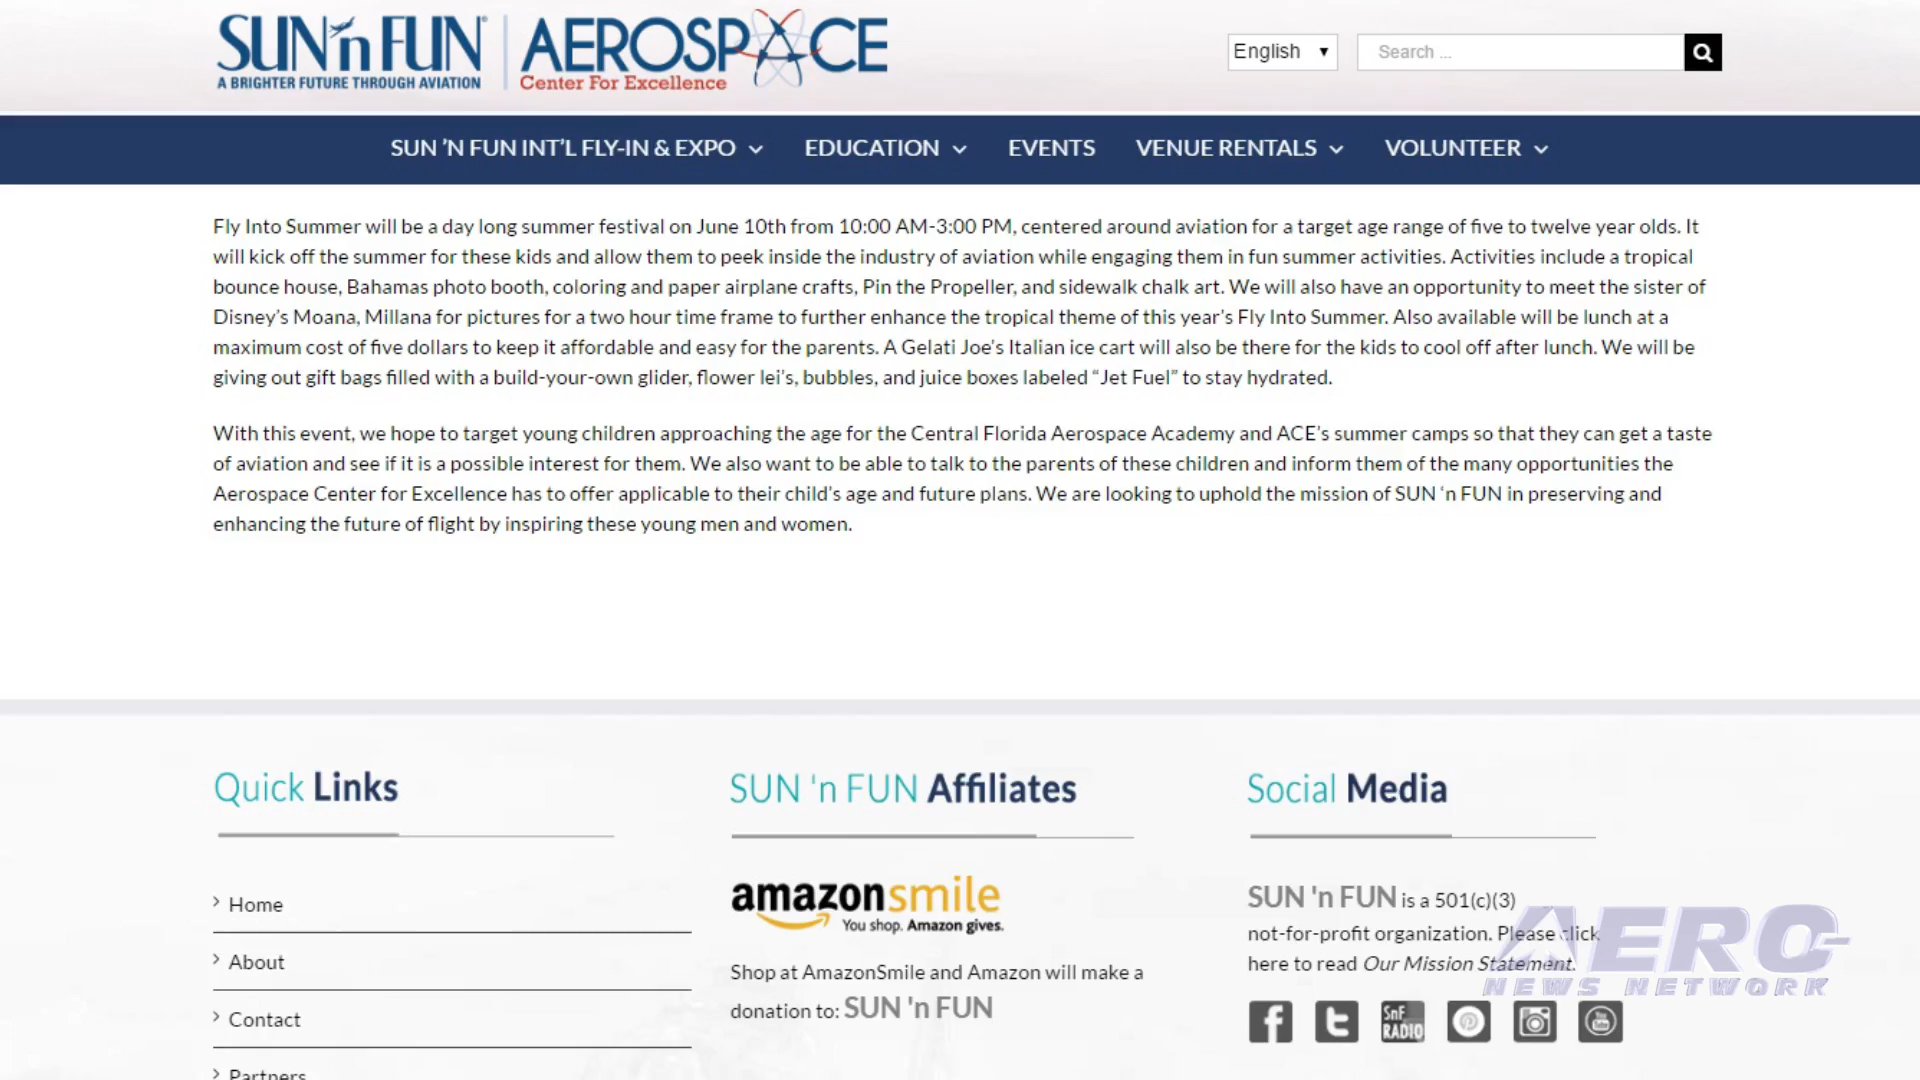 SUN 'n FUN
A BRIGHTER FUTURE THROUGH AVIATION
AEROSPACE
Center For Excellence
English
Search ...
SUN ’N FUN INT’L FLY-IN & EXPO
EDUCATION
EVENTS
VENUE RENTALS
VOLUNTEER
Fly Into Summer will be a day long summer festival on June 10th from 10:00 AM-3:00 PM, centered around aviation for a target age range of five to twelve year olds. It
will kick off the summer for these kids and allow them to peek inside the industry of aviation while engaging them in fun summer activities. Activities include a tropical
bounce house, Bahamas photo booth, coloring and paper airplane crafts, Pin the Propeller, and sidewalk chalk art. We will also have an opportunity to meet the sister of
Disney’s Moana, Millana for pictures for a two hour time frame to further enhance the tropical theme of this year’s Fly Into Summer. Also available will be lunch at a
maximum cost of five dollars to keep it affordable and easy for the parents. A Gelati Joe’s Italian ice cart will also be there for the kids to cool off after lunch. We will be
giving out gift bags filled with a build-your-own glider, flower lei’s, bubbles, and juice boxes labeled “Jet Fuel” to stay hydrated.
With this event, we hope to target young children approaching the age for the Central Florida Aerospace Academy and ACE’s summer camps so that they can get a taste
of aviation and see if it is a possible interest for them. We also want to be able to talk to the parents of these children and inform them of the many opportunities the
Aerospace Center for Excellence has to offer applicable to their child’s age and future plans. We are looking to uphold the mission of SUN ‘n FUN in preserving and
enhancing the future of flight by inspiring these young men and women.
Quick Links
Home
About
Contact
Partners
SUN 'n FUN Affiliates
amazonsmile
You shop. Amazon gives.
Shop at AmazonSmile and Amazon will make a
donation to: SUN 'n FUN
Social Media
SUN 'n FUN is a 501(c)(3)
not-for-profit organization. Please click
here to read Our Mission Statement.
SnF
RADIO
You
Tube
AERO
NEWS NETWORK